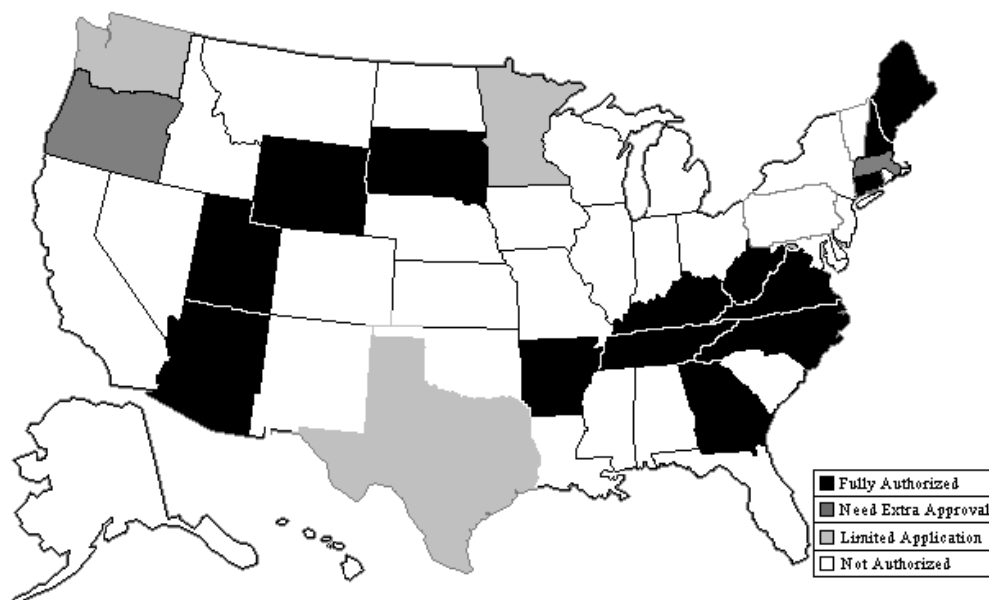 Fully Authorized
Need Extra Approval
Limited Application
Not Authorized